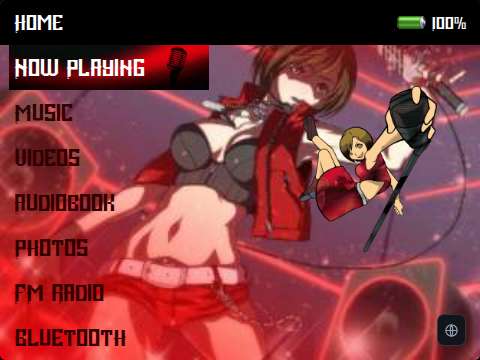 HOME
100%
NOW PLAYING
MUSIC
VIDEOS
AUDIOBOOK
PHOTOS
FM RADIO
BLUETOOTH